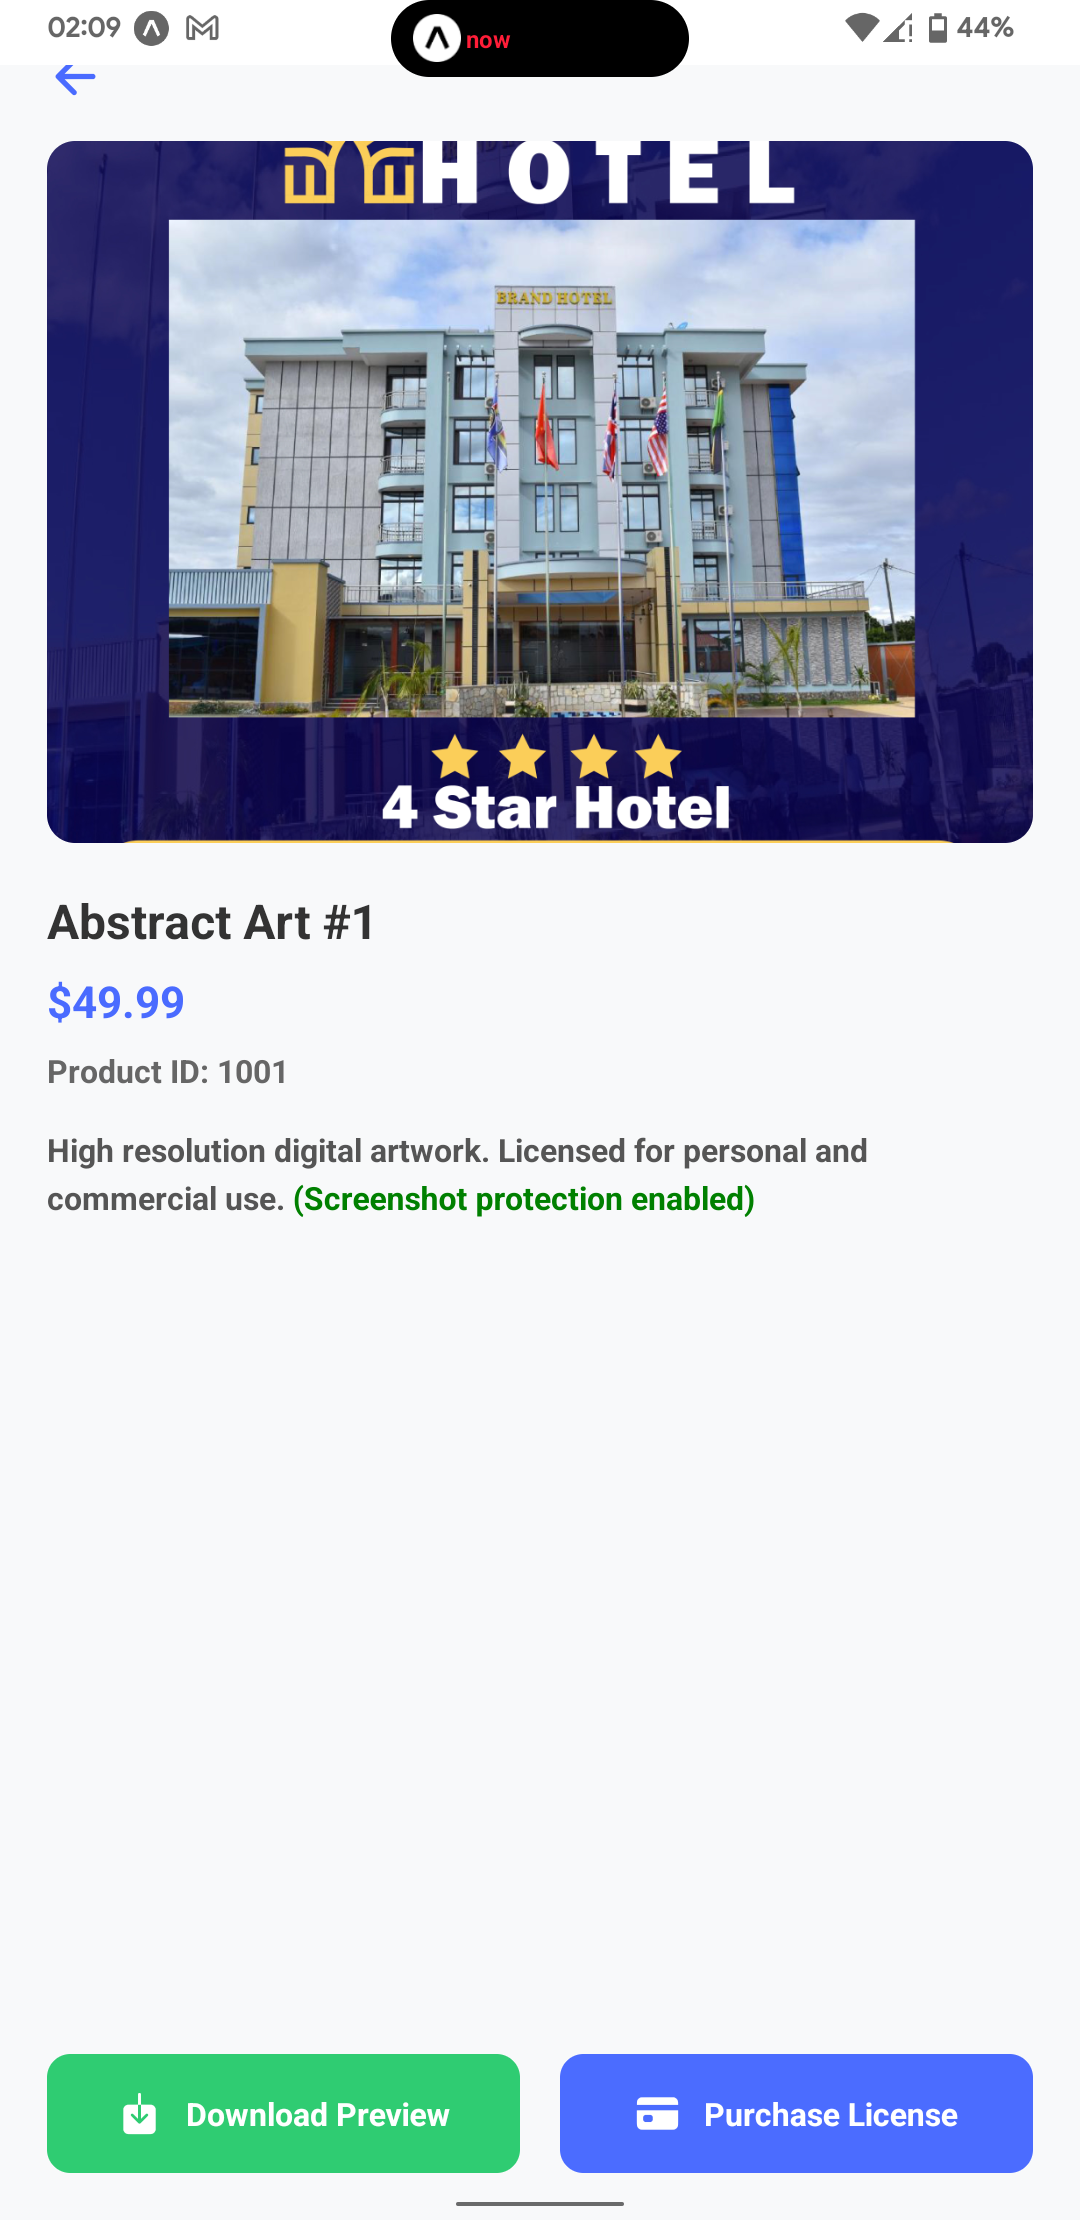 02:09
now
44%
HOTEL
BRAND HOTEL
4 Star Hotel
Abstract Art #1
$49.99
Product ID: 1001
High resolution digital artwork. Licensed for personal and
commercial use. (Screenshot protection enabled)
Download Preview
Purchase License